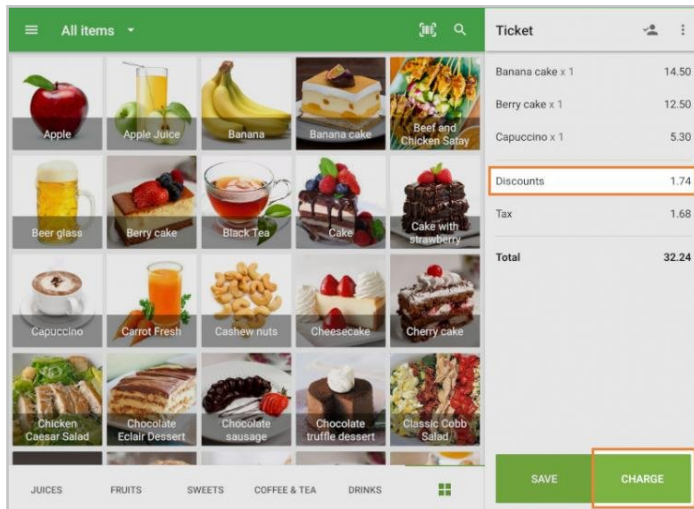 All items
Ticket
Apple
Apple Juice
Banana
Banana cake
Beef and
Chicken Satay
Beer glass
Berry cake
Black Tea
Cake
Cake with
strawberry
Capuccino
Carrot Fresh
Cashew nuts
Cheesecake
Cherry cake
Chicken
Caesar Salad
Chocolate
Eclair Dessert
Chocolate
sausage
Chocolate
truffle dessert
Classic Cobb
Salad
JUICES FRUITS SWEETS COFFEE & TEA DRINKS
Banana cake x 1 14.50
Berry cake x 1 12.50
Capuccino x 1 5.30
Discounts 1.74
Tax 1.68
Total 32.24
SAVE CHARGE